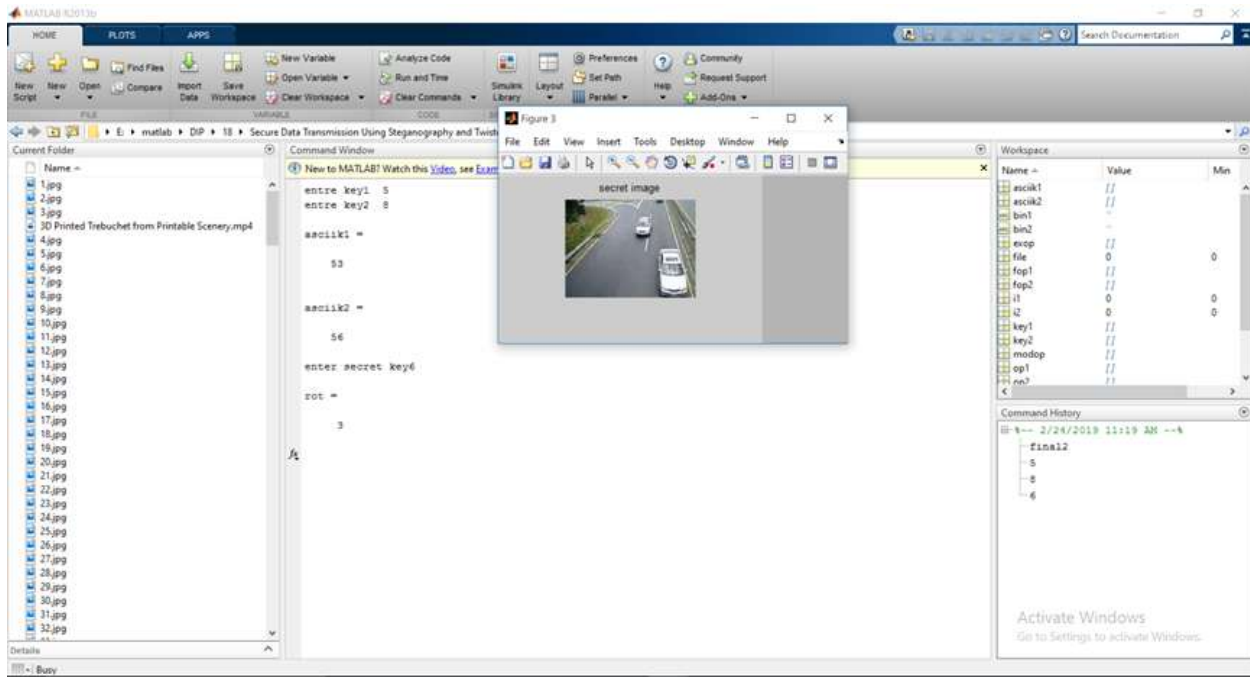 MATLAB R2013b
HOME PLOTS APPS
Search Documentation
New Script
New
Open
Find Files
Compare
Import Data
Save Workspace
New Variable
Open Variable
Clear Workspace
Analyze Code
Run and Time
Clear Commands
Simulink Library
Layout
Preferences
Set Path
Parallel
Help
Community
Request Support
Add-Ons
FILE
VARIABLE
CODE
E: matlab DIP 18 Secure Data Transmission Using Steganography and Twist
Current Folder
Name
1.jpg
2.jpg
3.jpg
3D Printed Trebuchet from Printable Scenery.mp4
4.jpg
5.jpg
6.jpg
7.jpg
8.jpg
9.jpg
10.jpg
11.jpg
12.jpg
13.jpg
14.jpg
15.jpg
16.jpg
17.jpg
18.jpg
19.jpg
20.jpg
21.jpg
22.jpg
23.jpg
24.jpg
25.jpg
26.jpg
27.jpg
28.jpg
29.jpg
30.jpg
31.jpg
32.jpg
Details
Busy
Command Window
New to MATLAB? Watch this Video, see Exam
entre key1 5
entre key2 8
asciik1 =
53
asciik2 =
56
enter secret key6
rot =
3
fx
Figure 3
File Edit View Insert Tools Desktop Window Help
secret image
Workspace
Name Value Min
asciik1 []
asciik2 []
bin1 ''
bin2 ''
exop []
file 0 0
fop1 []
fop2 []
i1 0 0
i2 0 0
key1 []
key2 []
modop []
op1 []
op2 []
Command History
%-- 2/24/2019 11:19 AM --%
final2
5
8
6
Activate Windows
Go to Settings to activate Windows.